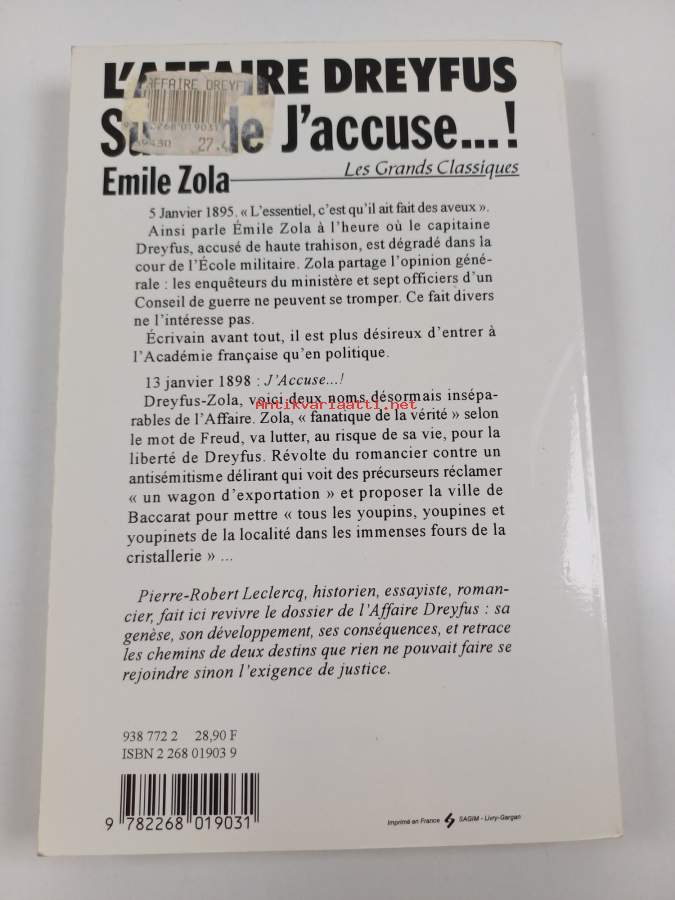 L'AFFAIRE DREYFUS
AFFAIRE DREYF
268019031
27.
de J'accuse...!
Les Grands Classiques
Emile Zola
5 Janvier 1895. « L'essentiel, c'est qu'il ait fait des aveux ».
Ainsi parle Émile Zola à l'heure où le capitaine
Dreyfus, accusé de haute trahison, est dégradé dans la
cour de l'École militaire. Zola partage l'opinion géné-
rale : les enquêteurs du ministère et sept officiers d'un
Conseil de guerre ne peuvent se tromper. Ce fait divers
ne l'intéresse pas.
Écrivain avant tout, il est plus désireux d'entrer à
l'Académie française qu'en politique.
13 janvier 1898 : J'Accuse...!
Dreyfus-Zola, voici deux noms désormais insépa-
Antikvariaatti.net
rables de l'Affaire. Zola, « fanatique de la vérité » selon
le mot de Freud, va lutter, au risque de sa vie, pour la
liberté de Dreyfus. Révolte du romancier contre un
antisémitisme délirant qui voit des précurseurs réclamer
« un wagon d'exportation » et proposer la ville de
Baccarat pour mettre « tous les youpins, youpines et
youpinets de la localité dans les immenses fours de la
cristallerie » ...
Pierre-Robert Leclercq, historien, essayiste, roman-
cier, fait ici revivre le dossier de l'Affaire Dreyfus : sa
genèse, son développement, ses conséquences, et retrace
les chemins de deux destins que rien ne pouvait faire se
rejoindre sinon l'exigence de justice.
938 772 2 28,90 F
ISBN 2 268 01903 9
9 782268 019031
Imprimé en France SAGIM - Livry-Gargan